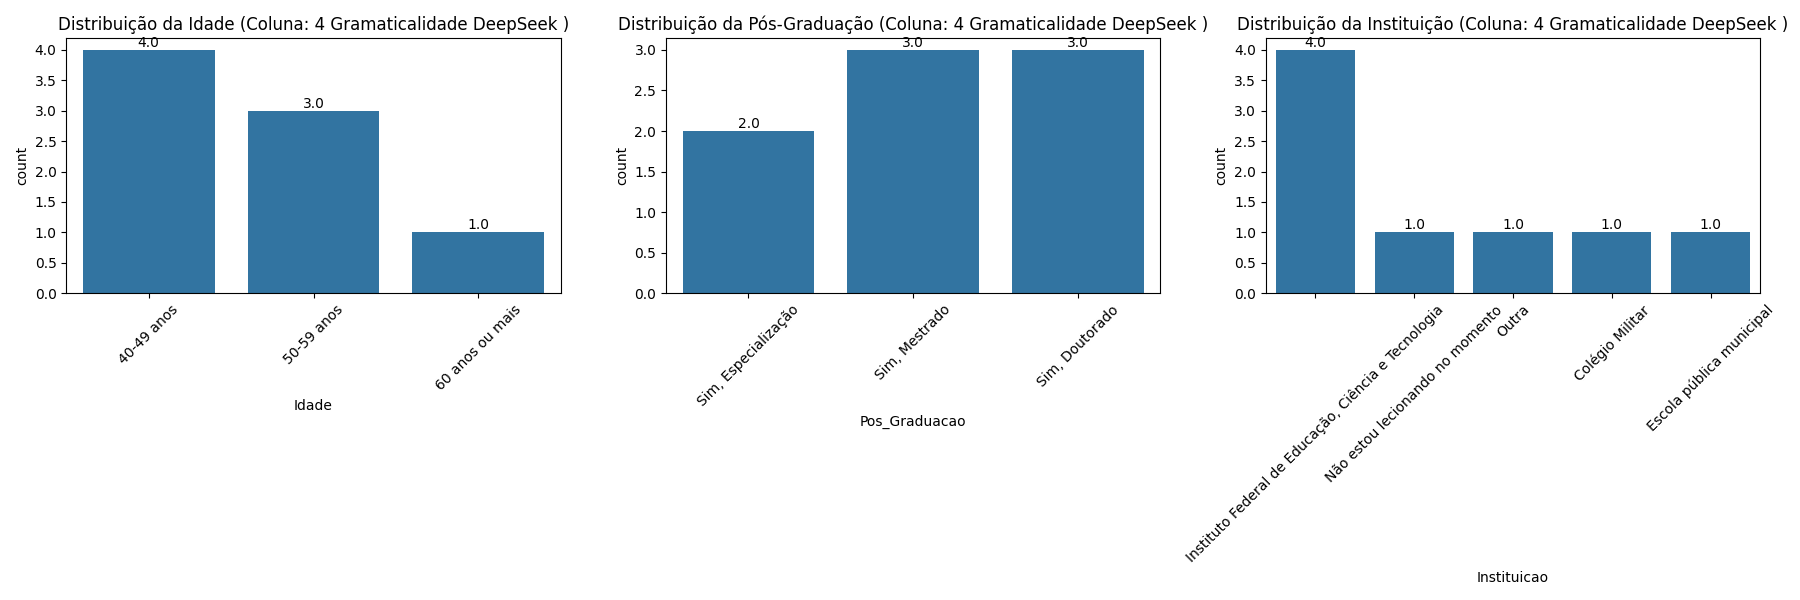 Distribuição da Idade (Coluna: 4 Gramaticalidade DeepSeek )
4.0
3.0
1.0
4.0
3.5
3.0
2.5
2.0
1.5
1.0
0.5
0.0
count
40-49 anos
50-59 anos
60 anos ou mais
Idade
Distribuição da Pós-Graduação (Coluna: 4 Gramaticalidade DeepSeek )
2.0
3.0
3.0
3.0
2.5
2.0
1.5
1.0
0.5
0.0
count
Sim, Especialização
Sim, Mestrado
Sim, Doutorado
Pos_Graduacao
Distribuição da Instituição (Coluna: 4 Gramaticalidade DeepSeek )
4.0
1.0
1.0
1.0
1.0
4.0
3.5
3.0
2.5
2.0
1.5
1.0
0.5
0.0
count
Instituto Federal de Educação, Ciência e Tecnologia
Não estou lecionando no momento
Outra
Colégio Militar
Escola pública municipal
Instituicao